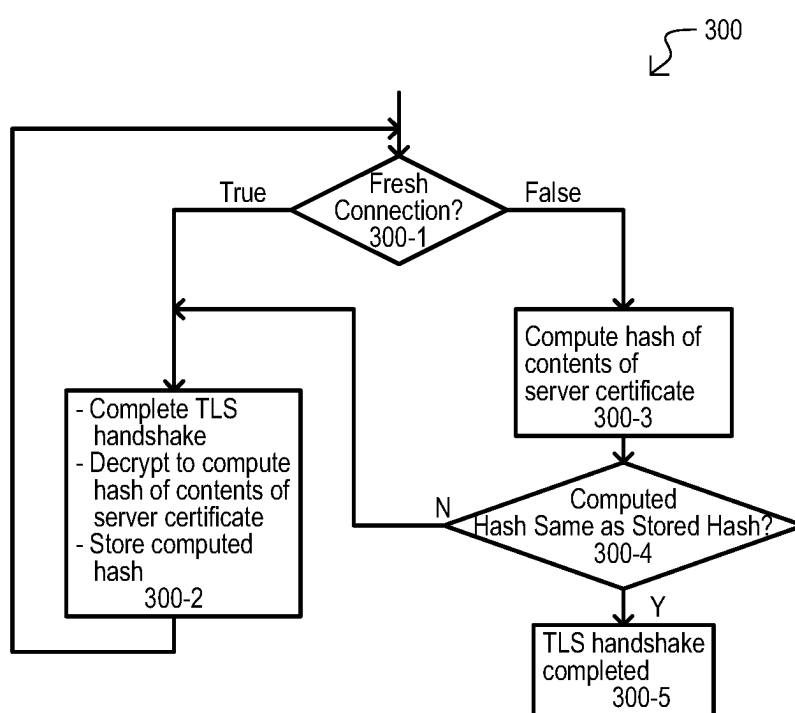 300
Fresh
Connection?
300-1
True
False
Compute hash of
contents of
server certificate
300-3
- Complete TLS
handshake
- Decrypt to compute
hash of contents of
server certificate
- Store computed
hash
300-2
N
Computed
Hash Same as Stored Hash?
300-4
Y
TLS handshake
completed
300-5